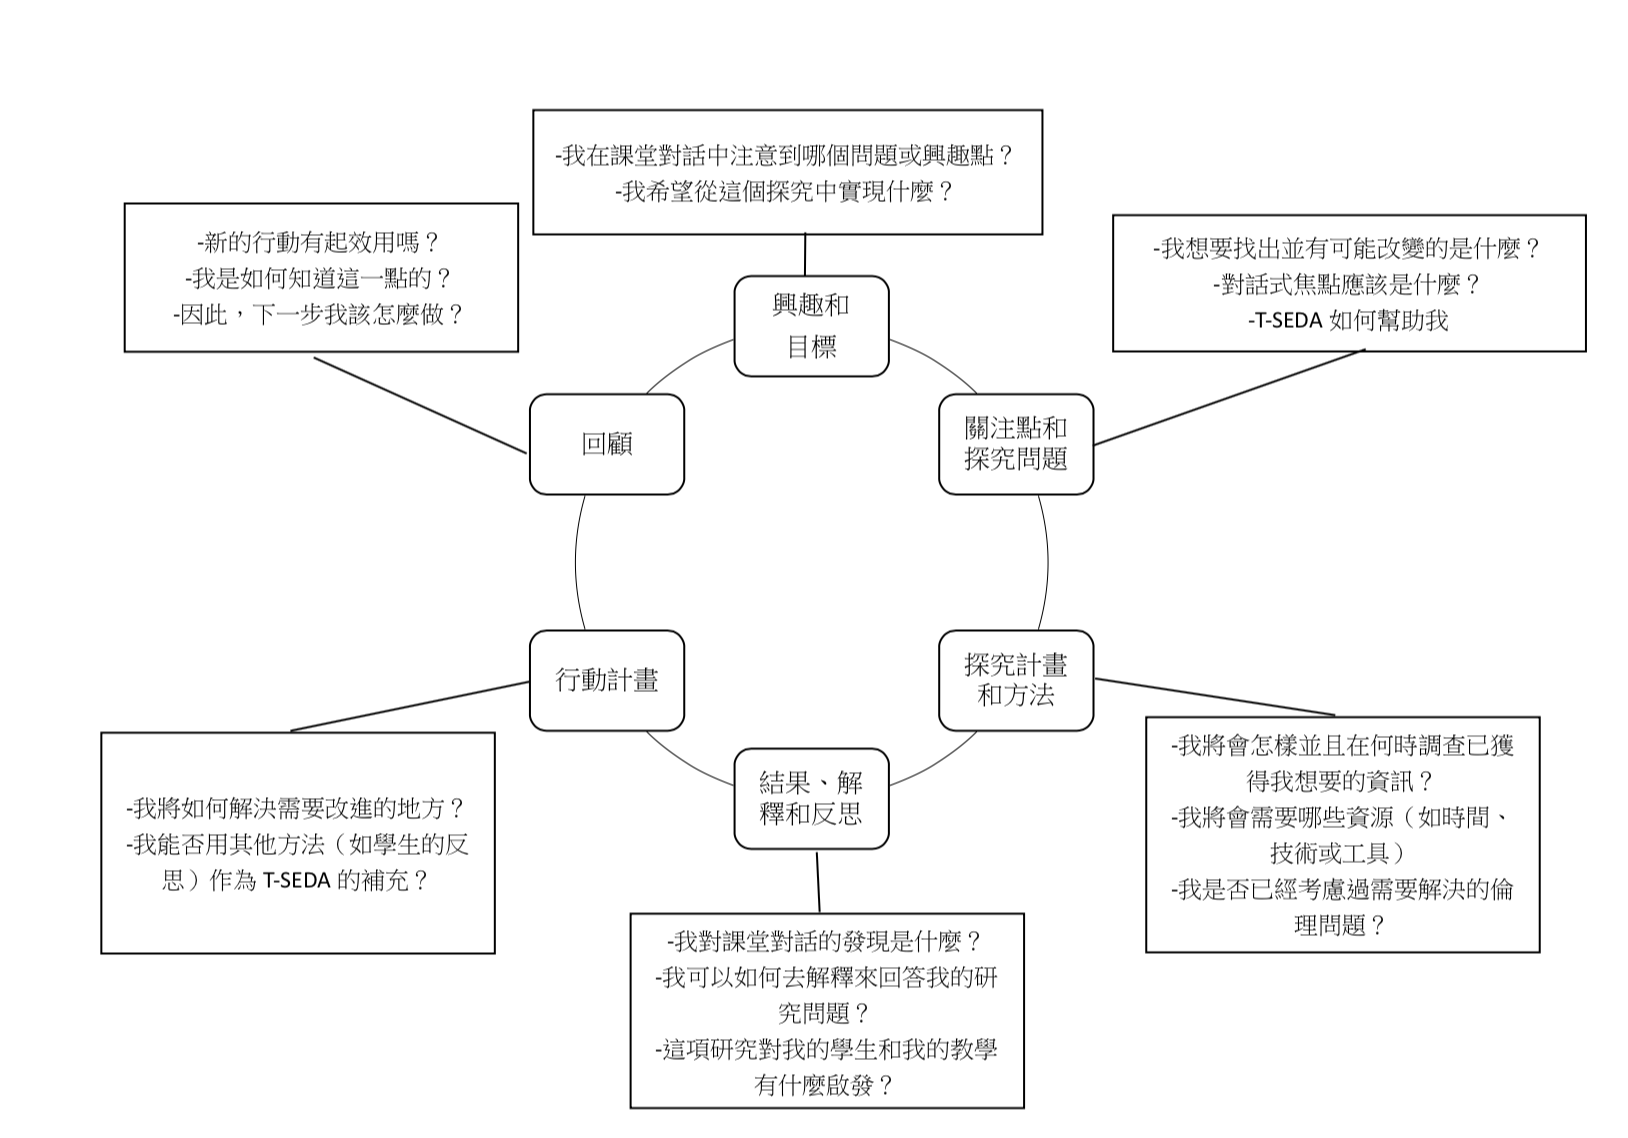 -我在課堂對話中注意到哪個問題或興趣點？
-我希望從這個探究中實現什麼？
-新的行動有起效用嗎？
-我是如何知道這一點的？
-因此，下一步我該怎麼做？
-我想要找出並有可能改變的是什麼？
-對話式焦點應該是什麼？
-T-SEDA 如何幫助我
興趣和
目標
回顧
關注點和
探究問題
行動計畫
探究計畫
和方法
結果、解
釋和反思
-我將如何解決需要改進的地方？
-我能否用其他方法（如學生的反
思）作為 T-SEDA 的補充？
-我將會怎樣並且在何時調查已獲
得我想要的資訊？
-我將會需要哪些資源（如時間、
技術或工具）
-我是否已經考慮過需要解決的倫
理問題？
-我對課堂對話的發現是什麼？
-我可以如何去解釋來回答我的研
究問題？
-這項研究對我的學生和我的教學
有什麼啟發？